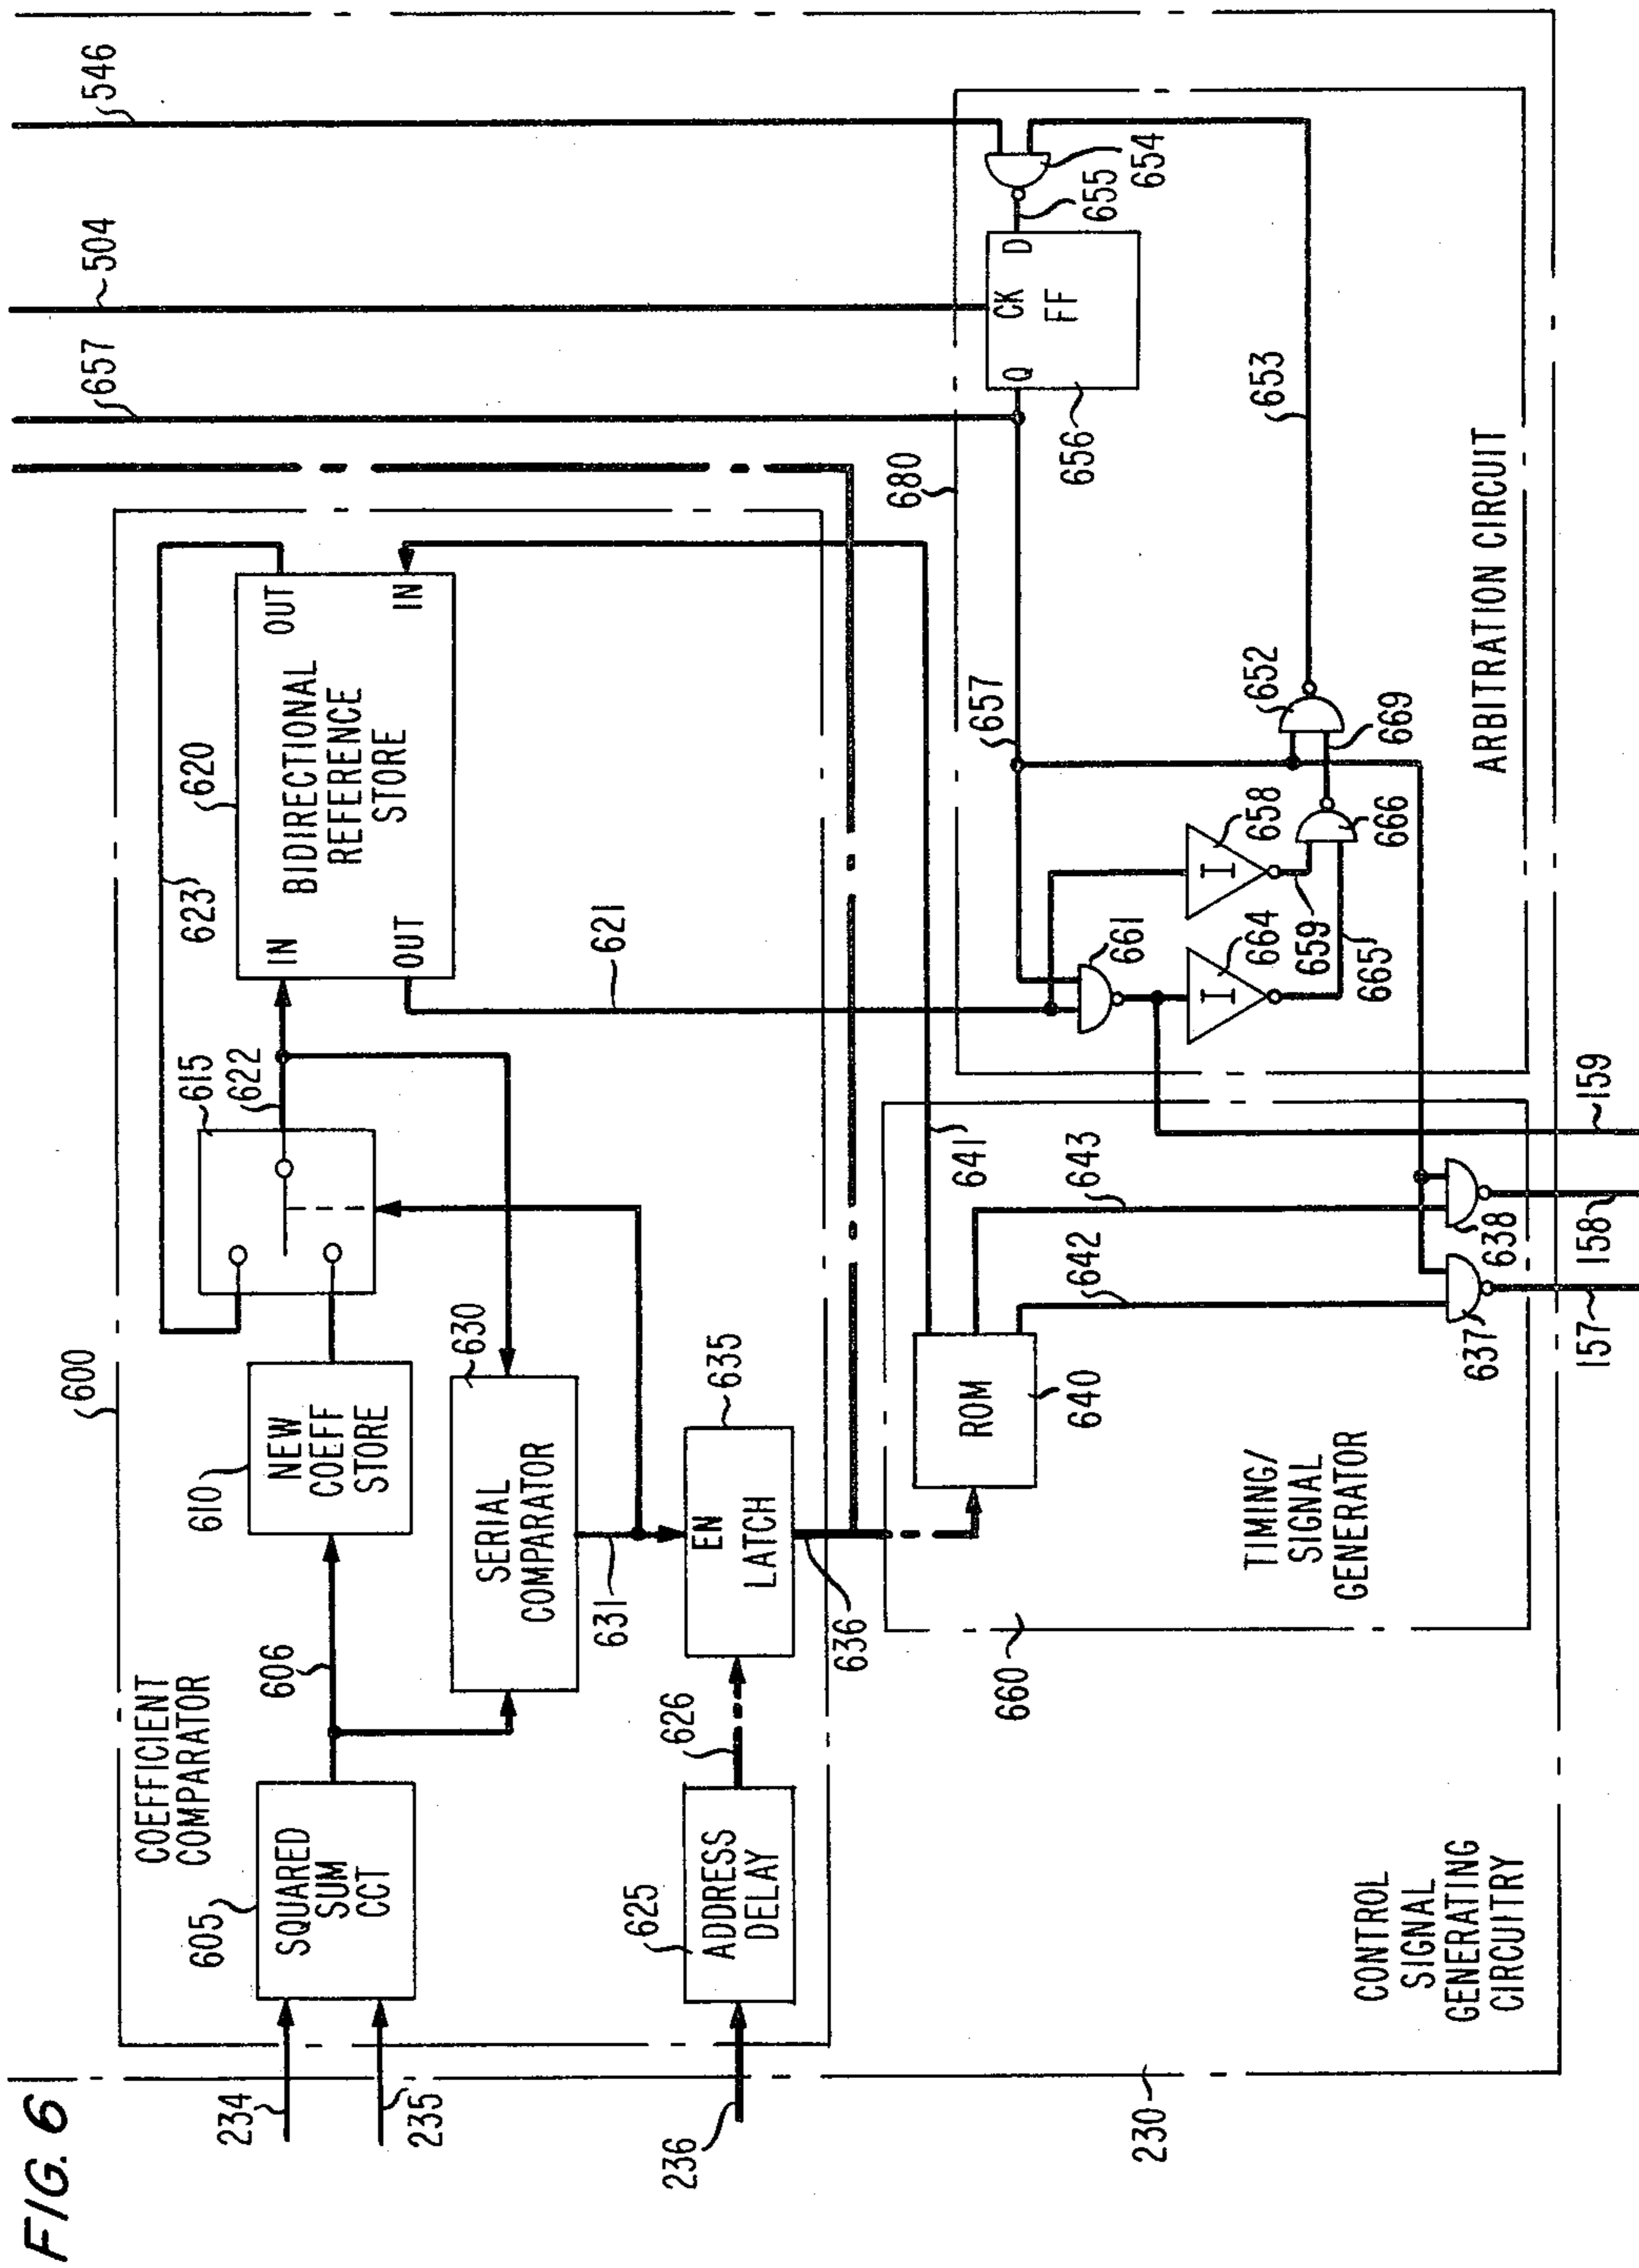 FIG. 6
546
504
657
600
COEFFICIENT
COMPARATOR
234
235
605
SQUARED
SUM
CCT
606
610
NEW
COEFF
STORE
615
622
623
620
IN
OUT
BIDIRECTIONAL
REFERENCE
STORE
OUT
IN
621
630
SERIAL
COMPARATOR
631
236
625
ADDRESS
DELAY
626
635
EN
LATCH
636
680
641
657
656
Q
CK
D
FF
655
654
653
652
669
666
658
I
659
661
664
I
665
ARBITRATION CIRCUIT
660
TIMING/
SIGNAL
GENERATOR
ROM
640
642
643
637
638
157
158
159
230
CONTROL
SIGNAL
GENERATING
CIRCUITRY